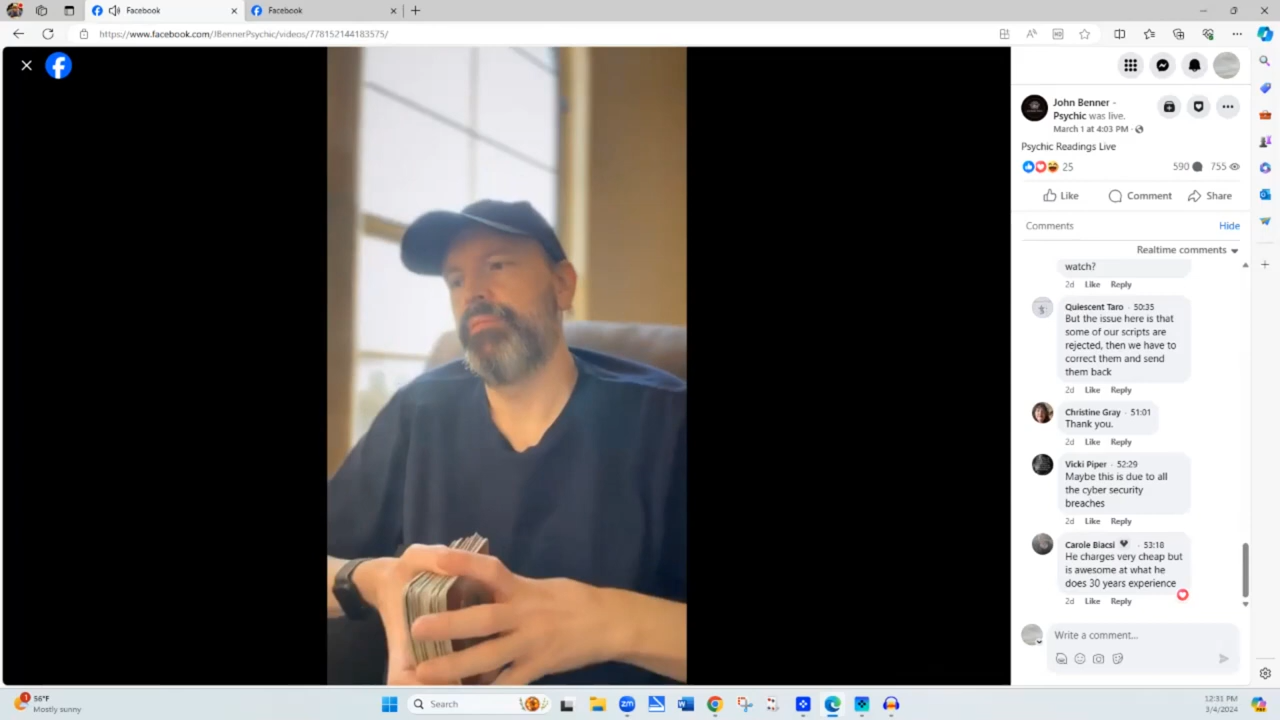 Facebook
Facebook
https://www.facebook.com/JBennerPsychic/videos/778152144183575/
John Benner -
Psychic was live.
March 1 at 4:03 PM ·
Psychic Readings Live
25
590 755
Like Comment Share
Comments Hide
Realtime comments
watch?
2d Like Reply
Quiescent Taro · 50:35
But the issue here is that
some of our scripts are
rejected, then we have to
correct them and send
them back
2d Like Reply
Christine Gray · 51:01
Thank you.
2d Like Reply
Vicki Piper · 52:29
Maybe this is due to all
the cyber security
breaches
2d Like Reply
Carole Biacsi · 53:18
He charges very cheap but
is awesome at what he
does 30 years experience
2d Like Reply
Write a comment...
1 56°F
Mostly sunny
Search
zm
W
12:31 PM
3/4/2024